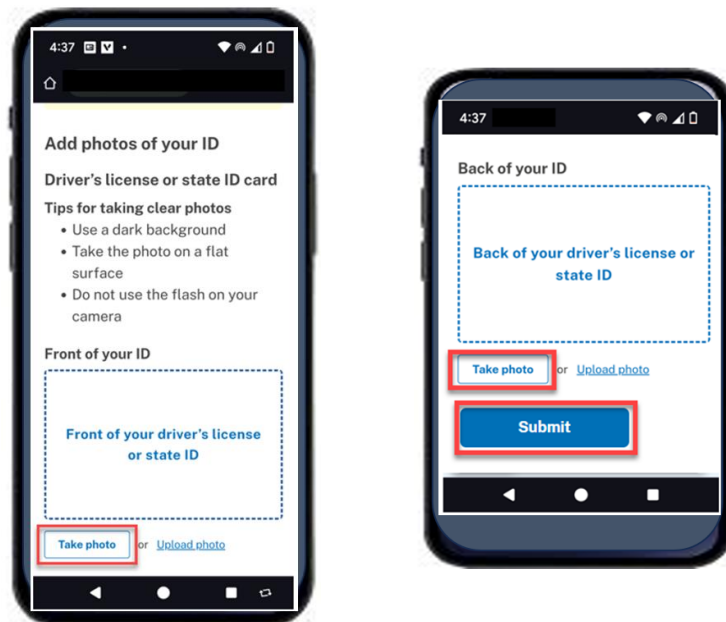 4:37
Add photos of your ID
Driver's license or state ID card
Tips for taking clear photos
• Use a dark background
• Take the photo on a flat
surface
• Do not use the flash on your
camera
Front of your ID
Front of your driver's license
or state ID
Take photo or Upload photo
4:37
Back of your ID
Back of your driver's license or
state ID
Take photo or Upload photo
Submit